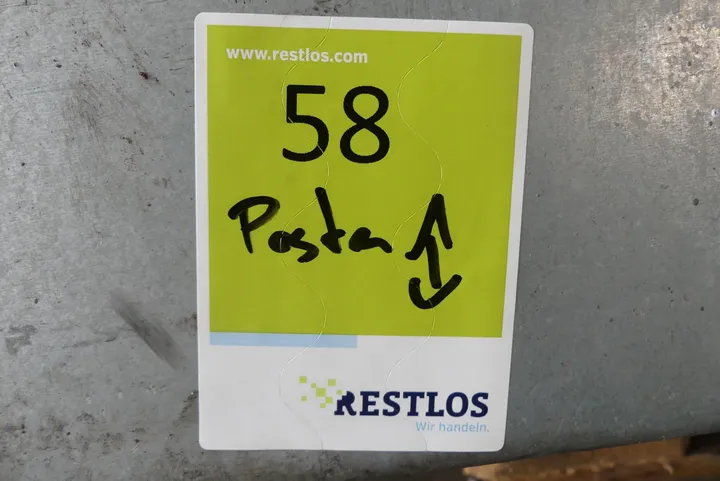 www.restlos.com
58
Posten
RESTLOS
Wir handeln.